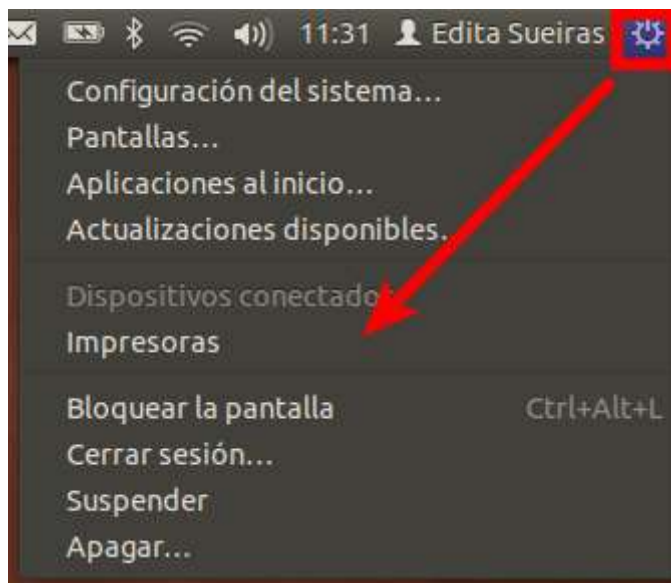 11:31 Edita Sueiras
Configuración del sistema...
Pantallas...
Aplicaciones al inicio...
Actualizaciones disponibles.
Dispositivos conectados
Impresoras
Bloquear la pantalla Ctrl+Alt+L
Cerrar sesión...
Suspender
Apagar...